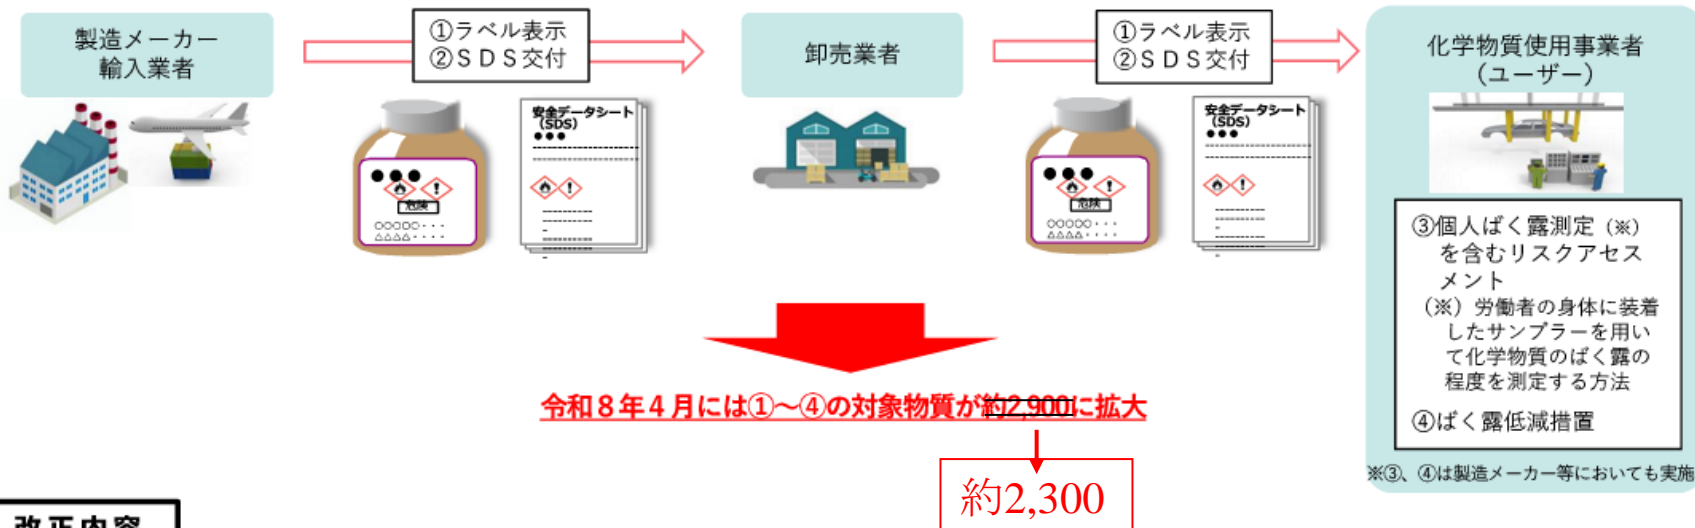 製造メーカー
輸入業者
①ラベル表示
②ＳＤＳ交付
卸売業者
①ラベル表示
②ＳＤＳ交付
化学物質使用事業者
（ユーザー）
●●●
危険
○○○○○・・・
△△△△・・・・
安全データシート
（SDS）
●●●
●●●
危険
○○○○○・・・
△△△△・・・・
安全データシート
（SDS）
●●●
③個人ばく露測定（※）
を含むリスクアセス
メント
（※）労働者の身体に装着
したサンプラーを用い
て化学物質のばく露の
程度を測定する方法
④ばく露低減措置
※③、④は製造メーカー等においても実施
令和８年４月には①～④の対象物質が約2,900に拡大
約2,300
改正内容